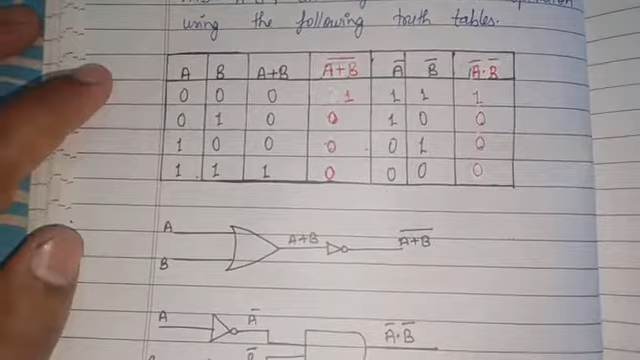 using the following truth tables.
A B A+B A̅+̅B̅ A̅ B̅ A̅·B̅
0 0 0 1 1 1 1
0 1 0 0 1 0 0
1 0 0 0 0 1 0
1 1 1 0 0 0 0
A
A+B A̅+̅B̅
B
A A̅ A̅·B̅
B̅